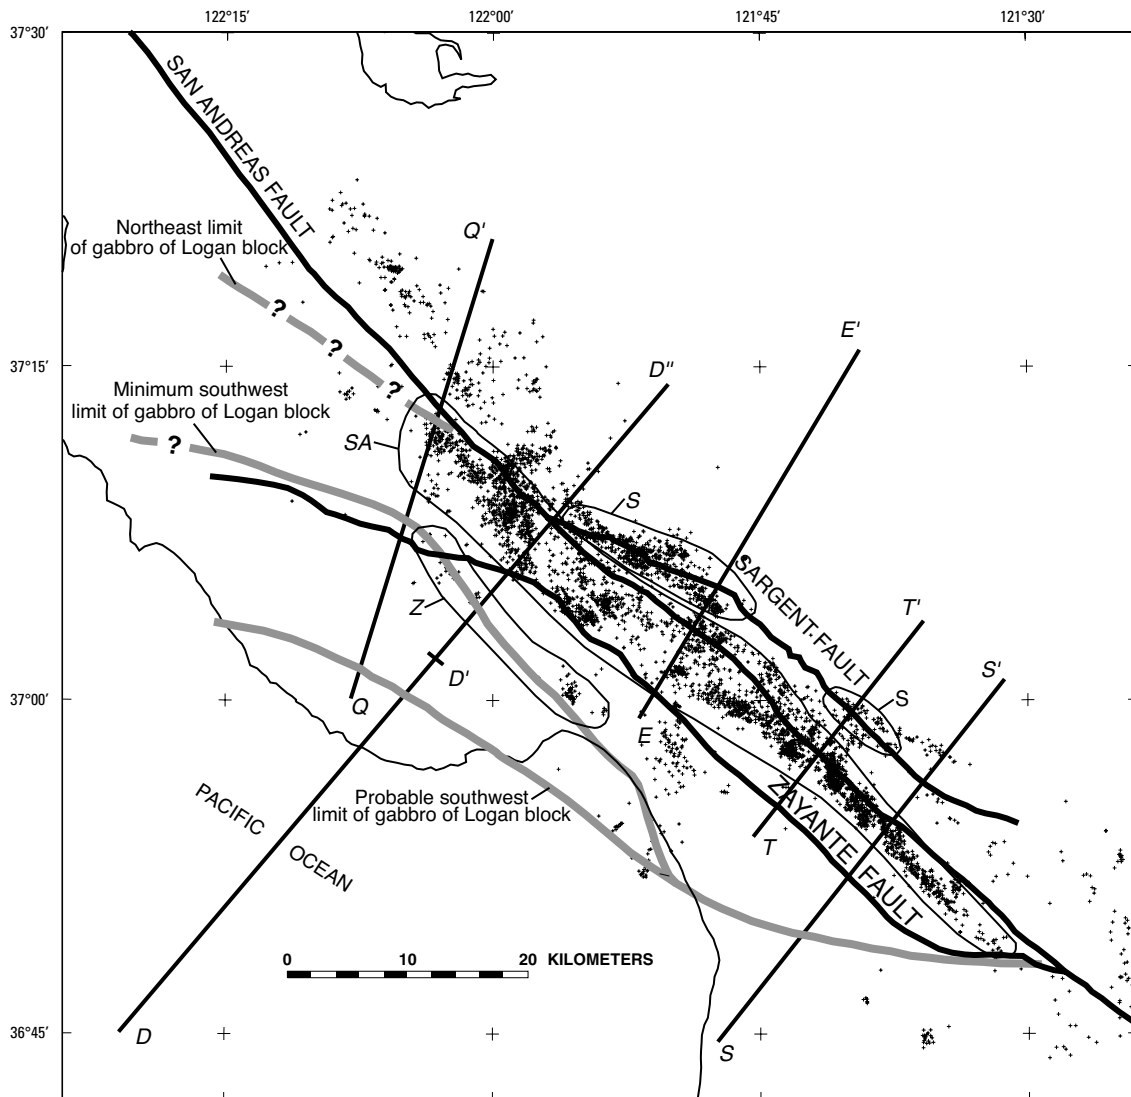 122°15′
122°00′
121°45′
121°30′
37°30′
SAN ANDREAS FAULT
Northeast limit
of gabbro of Logan block
Q'
?
E'
?
37°15′
D"
?
Minimum southwest
limit of gabbro of Logan block
SA
?
S
SARGENT FAULT
Z
T'
S'
D'
37°00′
Q
S
E
ZAYANTE FAULT
PACIFIC
OCEAN
Probable southwest
limit of gabbro of Logan block
T
0
10
20 KILOMETERS
36°45′
D
S